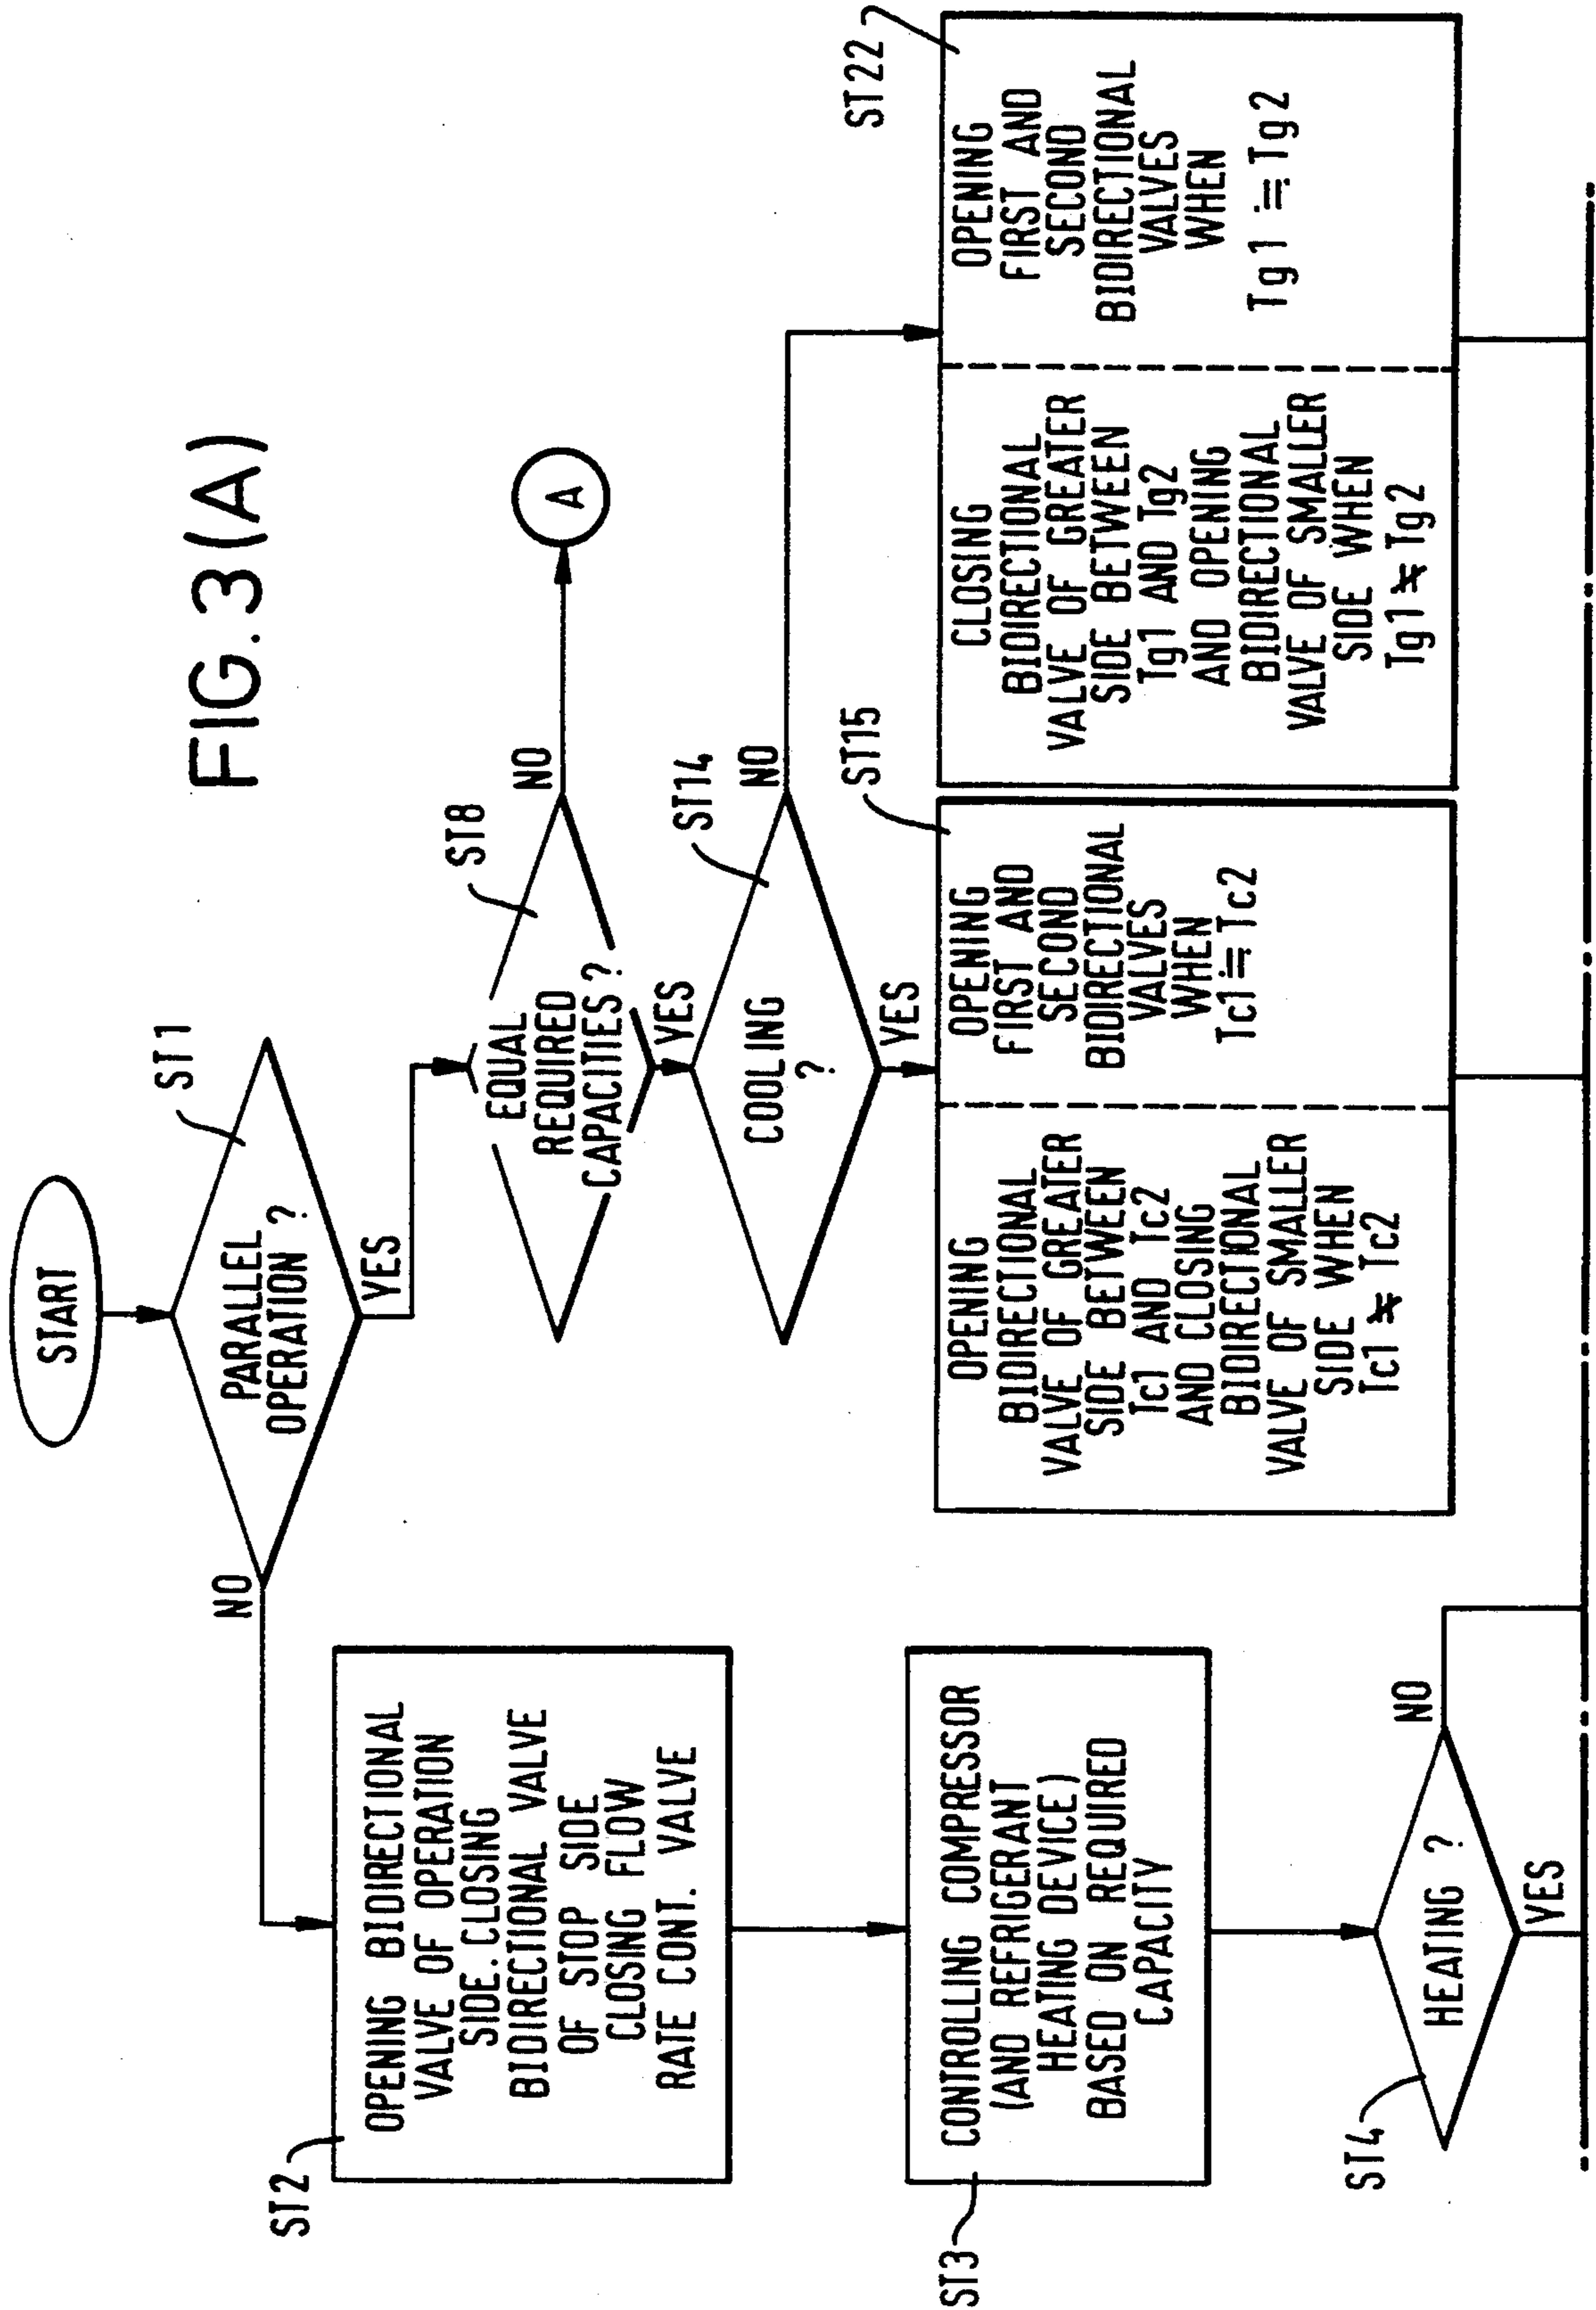 FIG.3(A)
START
PARALLEL
OPERATION ?
ST1
NO
YES
ST2
OPENING BIDIRECTIONAL
VALVE OF OPERATION
SIDE.CLOSING
BIDIRECTIONAL VALVE
OF STOP SIDE
CLOSING FLOW
RATE CONT. VALVE
ST3
CONTROLLING COMPRESSOR
(AND REFRIGERANT
HEATING DEVICE)
BASED ON REQUIRED
CAPACITY
ST4
HEATING ?
NO
YES
EQUAL
REQUIRED
CAPACITIES ?
ST8
NO
A
YES
COOLING
?
ST14
NO
YES
ST15
OPENING
BIDIRECTIONAL
VALVE OF GREATER
SIDE BETWEEN
Tc1 AND Tc2
AND CLOSING
BIDIRECTIONAL
VALVE OF SMALLER
SIDE WHEN
Tc1 ≒̸ Tc2
OPENING
FIRST AND
SECOND
BIDIRECTIONAL
VALVES
WHEN
Tc1 ≒ Tc2
ST22
CLOSING
BIDIRECTIONAL
VALVE OF GREATER
SIDE BETWEEN
Tg1 AND Tg2
AND OPENING
BIDIRECTIONAL
VALVE OF SMALLER
SIDE WHEN
Tg1 ≒̸ Tg2
OPENING
FIRST AND
SECOND
BIDIRECTIONAL
VALVES
WHEN
Tg1 ≒ Tg2